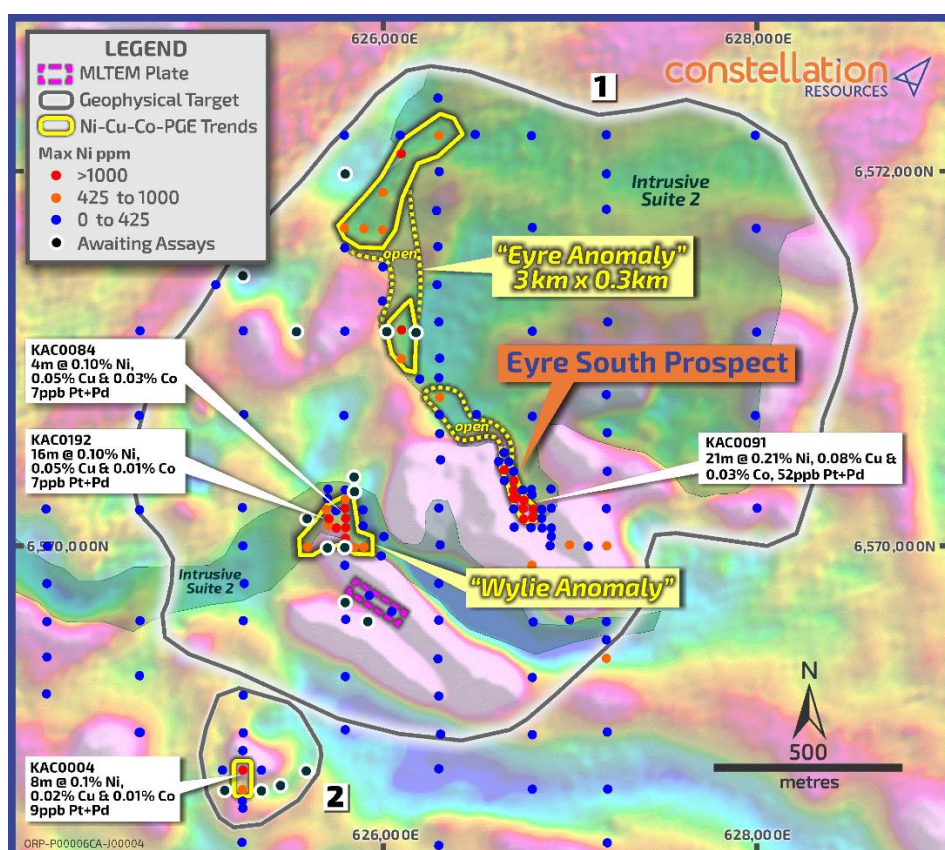 626,000E
628,000E
LEGEND
MLTEM Plate
Geophysical Target
Ni-Cu-Co-PGE Trends
Max Ni ppm
>1000
425 to 1000
0 to 425
Awaiting Assays
1
constellation
RESOURCES
6,572,000N
Intrusive
Suite 2
open
"Eyre Anomaly"
3km x 0.3km
KAC0084
4m @ 0.10% Ni,
0.05% Cu & 0.03% Co
7ppb Pt+Pd
Eyre South Prospect
open
KAC0192
16m @ 0.10% Ni,
0.05% Cu & 0.01% Co
7ppb Pt+Pd
KAC0091
21m @ 0.21% Ni, 0.08% Cu &
0.03% Co, 52ppb Pt+Pd
6,570,000N
6,570,000N
Intrusive
Suite 2
"Wylie Anomaly"
N
500
metres
KAC0004
8m @ 0.1% Ni,
0.02% Cu & 0.01% Co
9ppb Pt+Pd
2
ORP-P00006CA-J00004
626,000E
628,000E